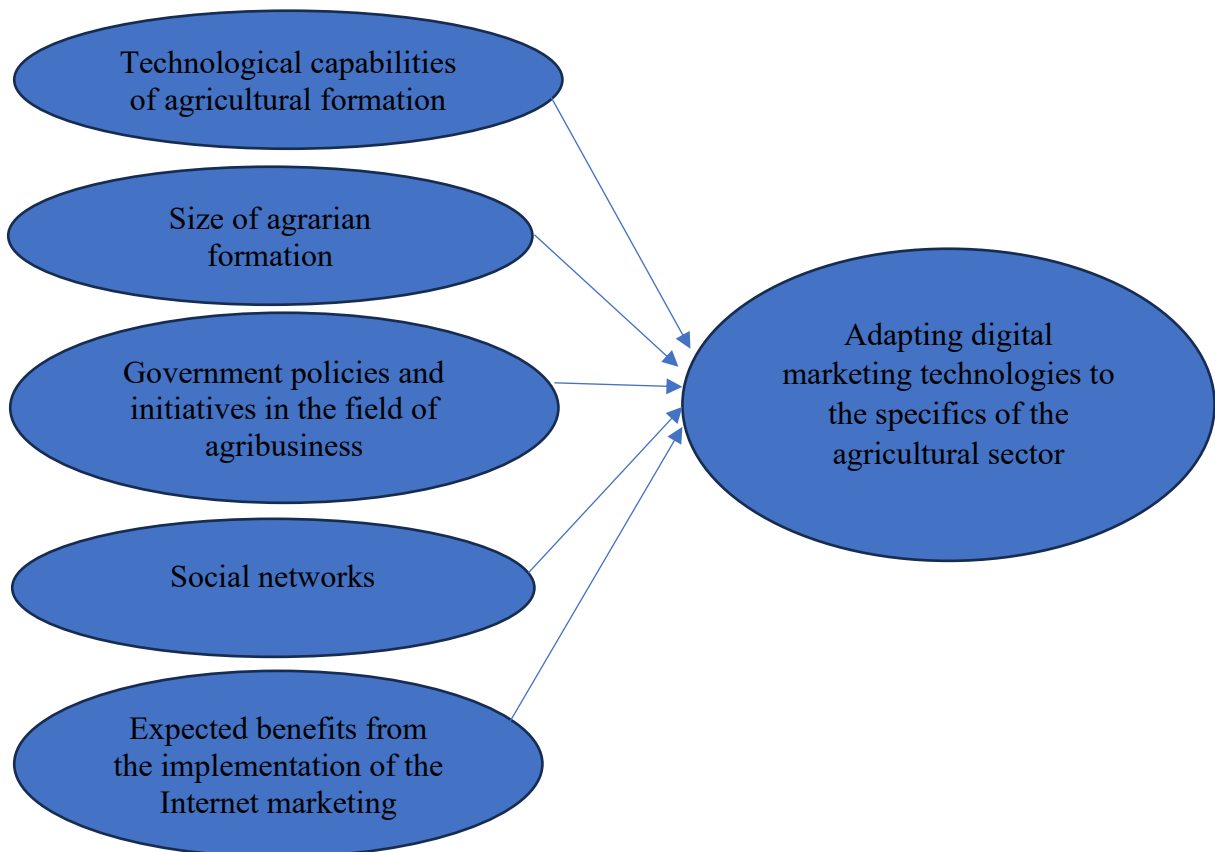 Technological capabilities
of agricultural formation
Size of agrarian
formation
Government policies and
initiatives in the field of
agribusiness
Social networks
Expected benefits from
the implementation of the
Internet marketing
Adapting digital
marketing technologies to
the specifics of the
agricultural sector